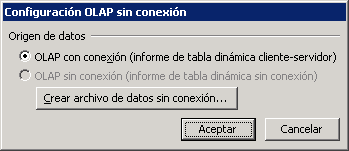 Configuración OLAP sin conexión
Origen de datos
OLAP con conexión (informe de tabla dinámica cliente-servidor)
OLAP sin conexión (informe de tabla dinámica sin conexión)
Crear archivo de datos sin conexión...
Aceptar
Cancelar